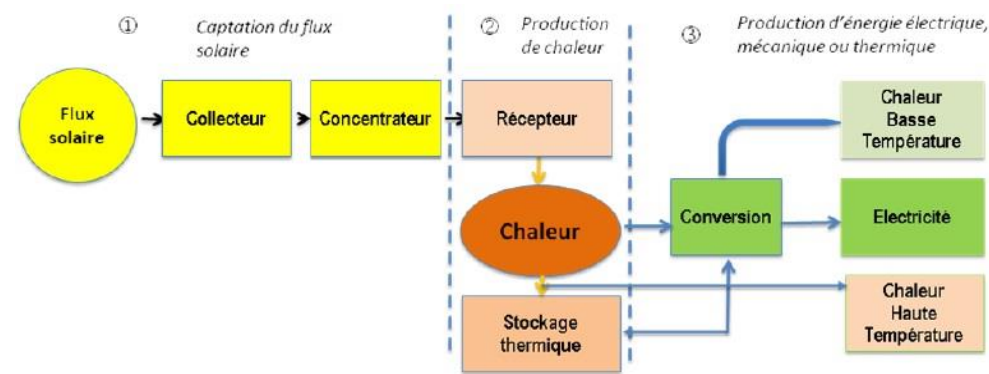 ① Captation du flux
solaire
② Production
de chaleur
③ Production d'énergie électrique,
mécanique ou thermique
Flux
solaire
Collecteur
Concentrateur
Récepteur
Chaleur
Stockage
thermique
Conversion
Chaleur
Basse
Température
Electricité
Chaleur
Haute
Température